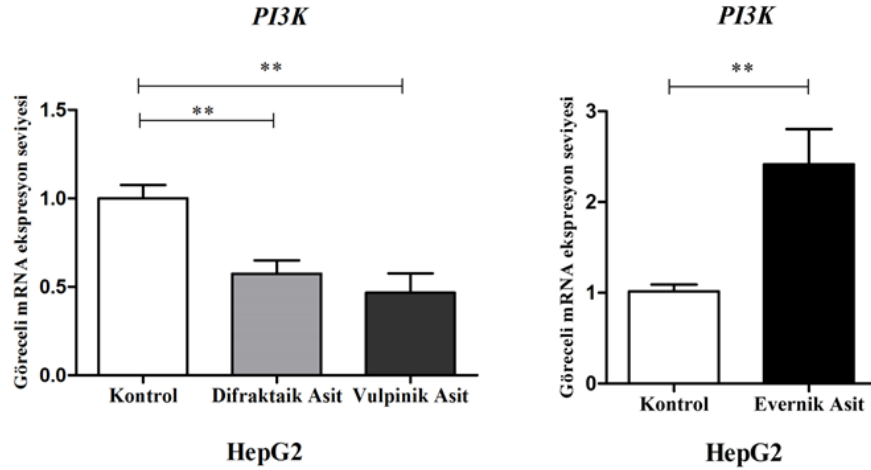 PI3K
**
**
Göreceli mRNA ekspresyon seviyesi
1.5
1.0
0.5
0.0
Kontrol Difraktaik Asit Vulpinik Asit
HepG2
PI3K
**
Göreceli mRNA ekspresyon seviyesi
3
2
1
0
Kontrol Evernik Asit
HepG2